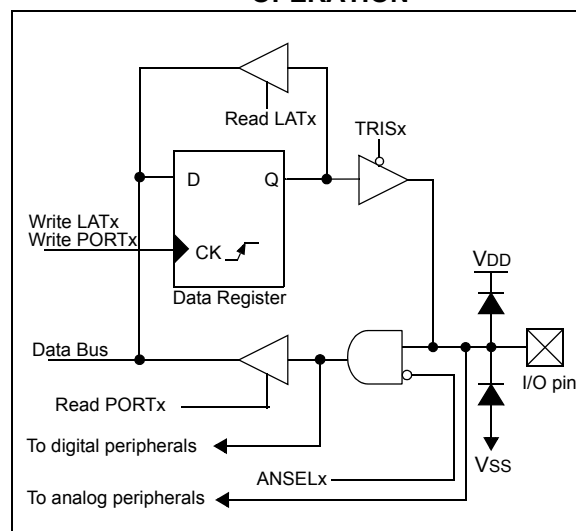 OPERATION
Read LATx
TRISx
D
Q
Write LATx
Write PORTx
CK
Data Register
VDD
Data Bus
I/O pin
Read PORTx
To digital peripherals
VSS
ANSELx
To analog peripherals